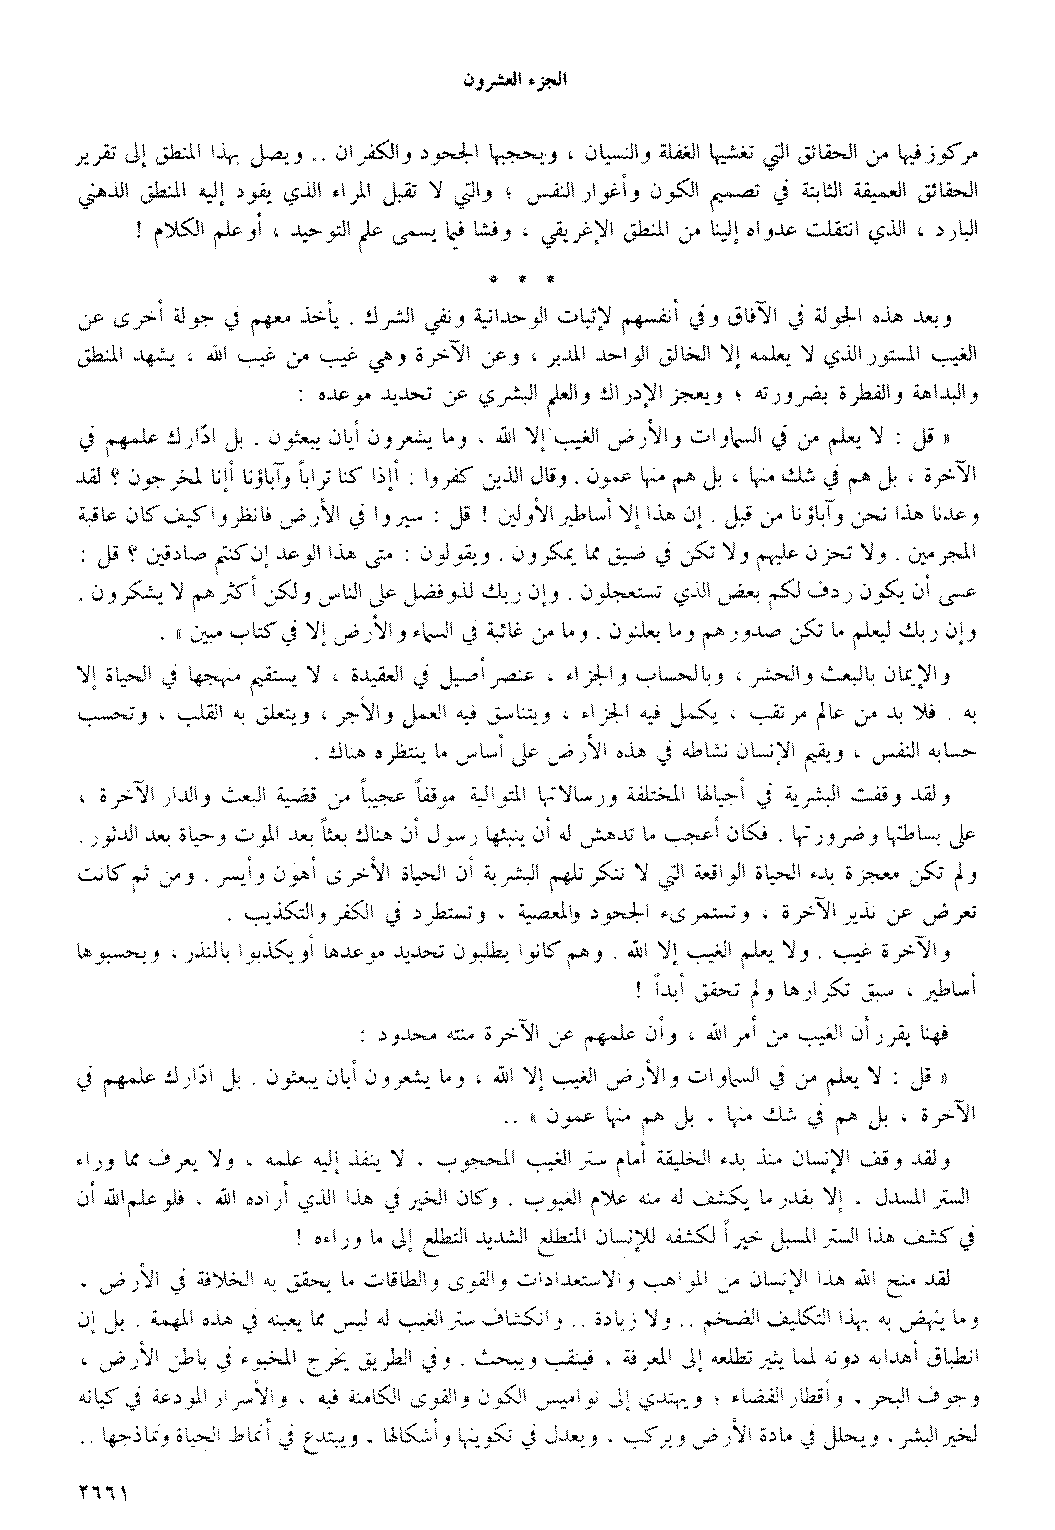 الجزء العشرون
مركوز فيها من الحقائق التي تغشيها الغفلة والنسيان ، ويحجبها الجحود والكفران .. ويصل بهذا المنطق إلى تقرير
الحقائق العميقة الثابتة في تصميم الكون وأغوار النفس ؛ والتي لا تقبل المراء الذي يقود إليه المنطق الذهني
البارد ، الذي انتقلت عدواه إلينا من المنطق الإغريقي ، وفشا فيما يسمى علم التوحيد ، أو علم الكلام !
* * *
وبعد هذه الجولة في الآفاق وفي أنفسهم لإثبات الوحدانية ونفي الشرك . يأخذ معهم في جولة أخرى عن
الغيب المستور الذي لا يعلمه إلا الخالق الواحد المدبر ، وعن الآخرة وهي غيب من غيب الله ، يشهد المنطق
والبداهة والفطرة بضرورته ؛ ويعجز الإدراك والعلم البشري عن تحديد موعده :
« قل : لا يعلم من في السماوات والأرض الغيب إلا الله ، وما يشعرون أيان يبعثون . بل ادّارك علمهم في
الآخرة ، بل هم في شك منها ، بل هم منها عمون . وقال الذين كفروا : أإذا كنا تراباً وآباؤنا أإنا لمخرجون ؟ لقد
وعدنا هذا نحن وآباؤنا من قبل . إن هذا إلا أساطير الأولين ! قل : سيروا في الأرض فانظروا كيف كان عاقبة
المجرمين . ولا تحزن عليهم ولا تكن في ضيق مما يمكرون . ويقولون : متى هذا الوعد إن كنتم صادقين ؟ قل :
عسى أن يكون ردف لكم بعض الذي تستعجلون . وإن ربك لذو فضل على الناس ولكن أكثرهم لا يشكرون .
وإن ربك ليعلم ما تكن صدورهم وما يعلنون . وما من غائبة في السماء والأرض إلا في كتاب مبين » .
والإيمان بالبعث والحشر ، وبالحساب والجزاء ، عنصر أصيل في العقيدة ، لا يستقيم منهجها في الحياة إلا
به . فلا بد من عالم مرتقب ، يكمل فيه الجزاء ، ويتناسق فيه العمل والأجر ، ويتعلق به القلب ، وتحسب
حسابه النفس ، ويقيم الإنسان نشاطه في هذه الأرض على أساس ما ينتظره هناك .
ولقد وقفت البشرية في أجيالها المختلفة ورسالاتها المتوالية موقفاً عجيباً من قضية البعث والدار الآخرة ،
على بساطتها وضرورتها . فكان أعجب ما تدهش له أن ينبئها رسول أن هناك بعثاً بعد الموت وحياة بعد الدثور .
ولم تكن معجزة بدء الحياة الواقعة التي لا تنكر تلهم البشرية أن الحياة الأخرى أهون وأيسر . ومن ثم كانت
تعرض عن نذير الآخرة ، وتستمرىء الجحود والمعصية ، وتستطرد في الكفر والتكذيب .
والآخرة غيب . ولا يعلم الغيب إلا الله . وهم كانوا يطلبون تحديد موعدها أو يكذبوا بالنذر ، ويحسبوها
أساطير ، سبق تكرارها ولم تحقق أبداً !
فهنا يقرر أن الغيب من أمر الله ، وأن علمهم عن الآخرة منته محدود :
« قل : لا يعلم من في السماوات والأرض الغيب إلا الله ، وما يشعرون أيان يبعثون . بل ادّارك علمهم في
الآخرة ، بل هم في شك منها ، بل هم منها عمون » ..
ولقد وقف الإنسان منذ بدء الخليقة أمام ستر الغيب المحجوب ، لا ينفذ إليه علمه ، ولا يعرف مما وراء
الستر المسدل ، إلا بقدر ما يكشف له منه علام الغيوب . وكان الخير في هذا الذي أراده الله ، فلو علم الله أن
في كشف هذا الستر المسبل خيراً لكشفه للإنسان المتطلع الشديد التطلع إلى ما وراءه !
لقد منح الله هذا الإنسان من المواهب والاستعدادات والقوى والطاقات ما يحقق به الخلافة في الأرض ،
وما ينهض به بهذا التكليف الضخم .. ولا زيادة .. وانكشاف ستر الغيب له ليس مما يعينه في هذه المهمة . بل إن
انطباق أهدابه دونه لمما يثير تطلعه إلى المعرفة ، فينقب ويبحث . وفي الطريق يخرج المخبوء في باطن الأرض ،
وجوف البحر ، وأقطار الفضاء ؛ ويهتدي إلى نواميس الكون والقوى الكامنة فيه ، والأسرار المودعة في كيانه
لخير البشر ، ويحلل في مادة الأرض ويركب ، ويعدل في تكوينها وأشكالها ، ويبتدع في أنماط الحياة ونماذجها ..
٢٦٦١